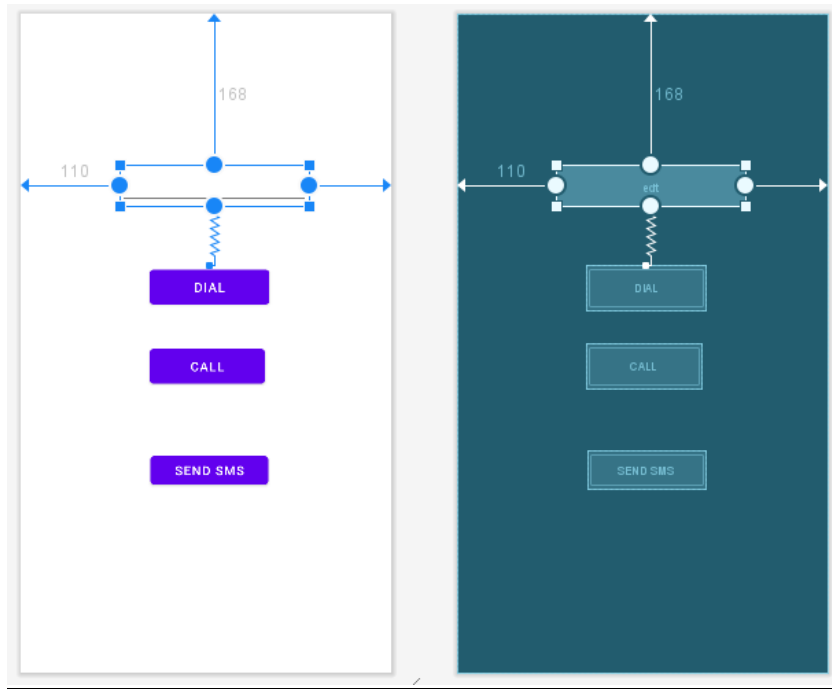 168
168
110
110
edt
DIAL
DIAL
CALL
CALL
SEND SMS
SEND SMS